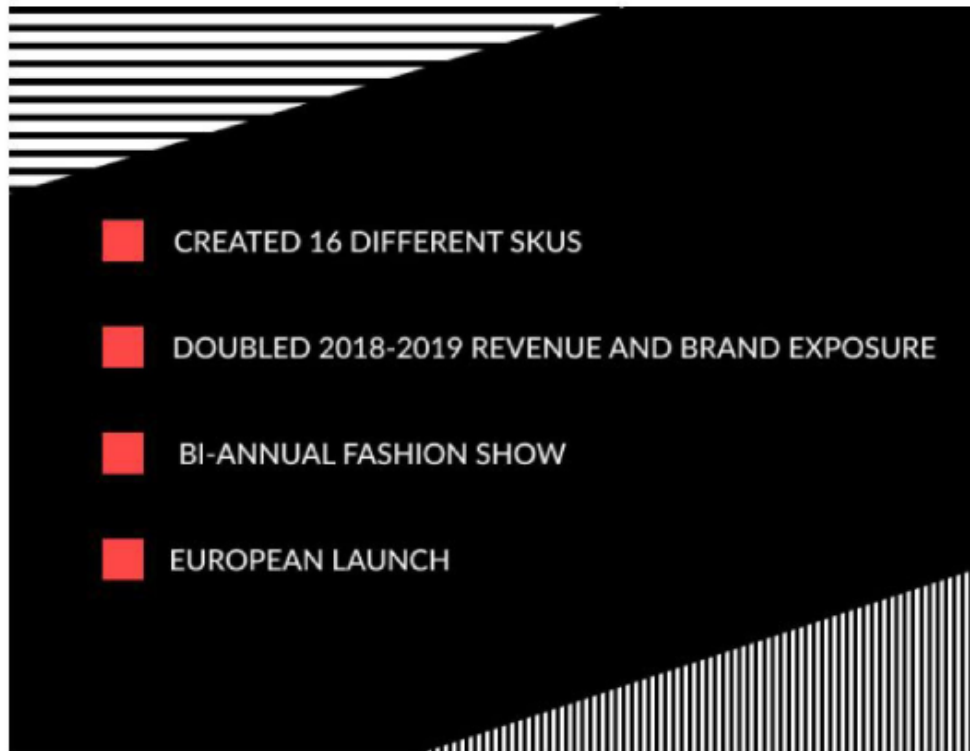 CREATED 16 DIFFERENT SKUS
DOUBLED 2018-2019 REVENUE AND BRAND EXPOSURE
BI-ANNUAL FASHION SHOW
EUROPEAN LAUNCH